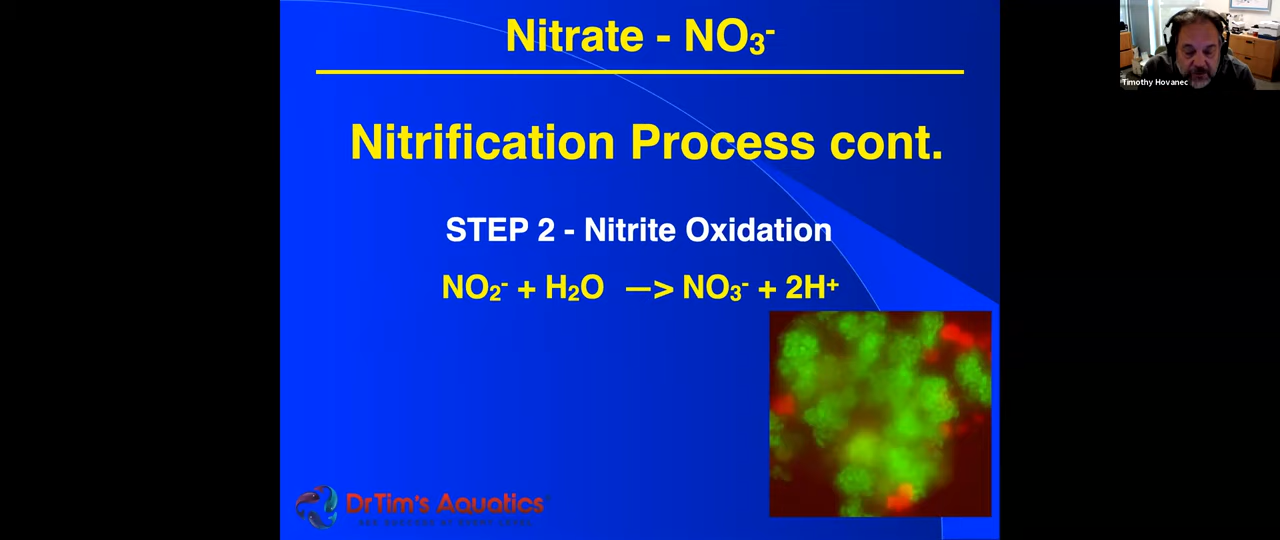 Nitrate - NO₃⁻
Timothy Hovanec
Nitrification Process cont.
STEP 2 - Nitrite Oxidation
NO₂⁻ + H₂O —> NO₃⁻ + 2H⁺
DrTim's Aquatics